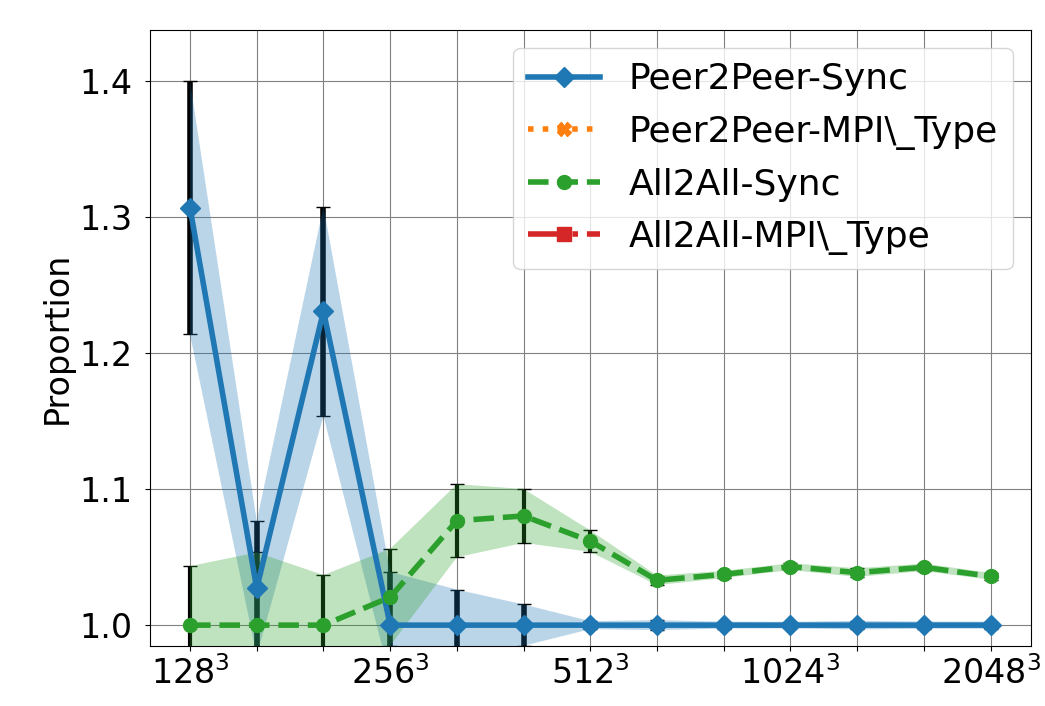 Peer2Peer-Sync
Peer2Peer-MPI\_Type
All2All-Sync
All2All-MPI\_Type
Proportion
1.4
1.3
1.2
1.1
1.0
128³ 256³ 512³ 1024³ 2048³